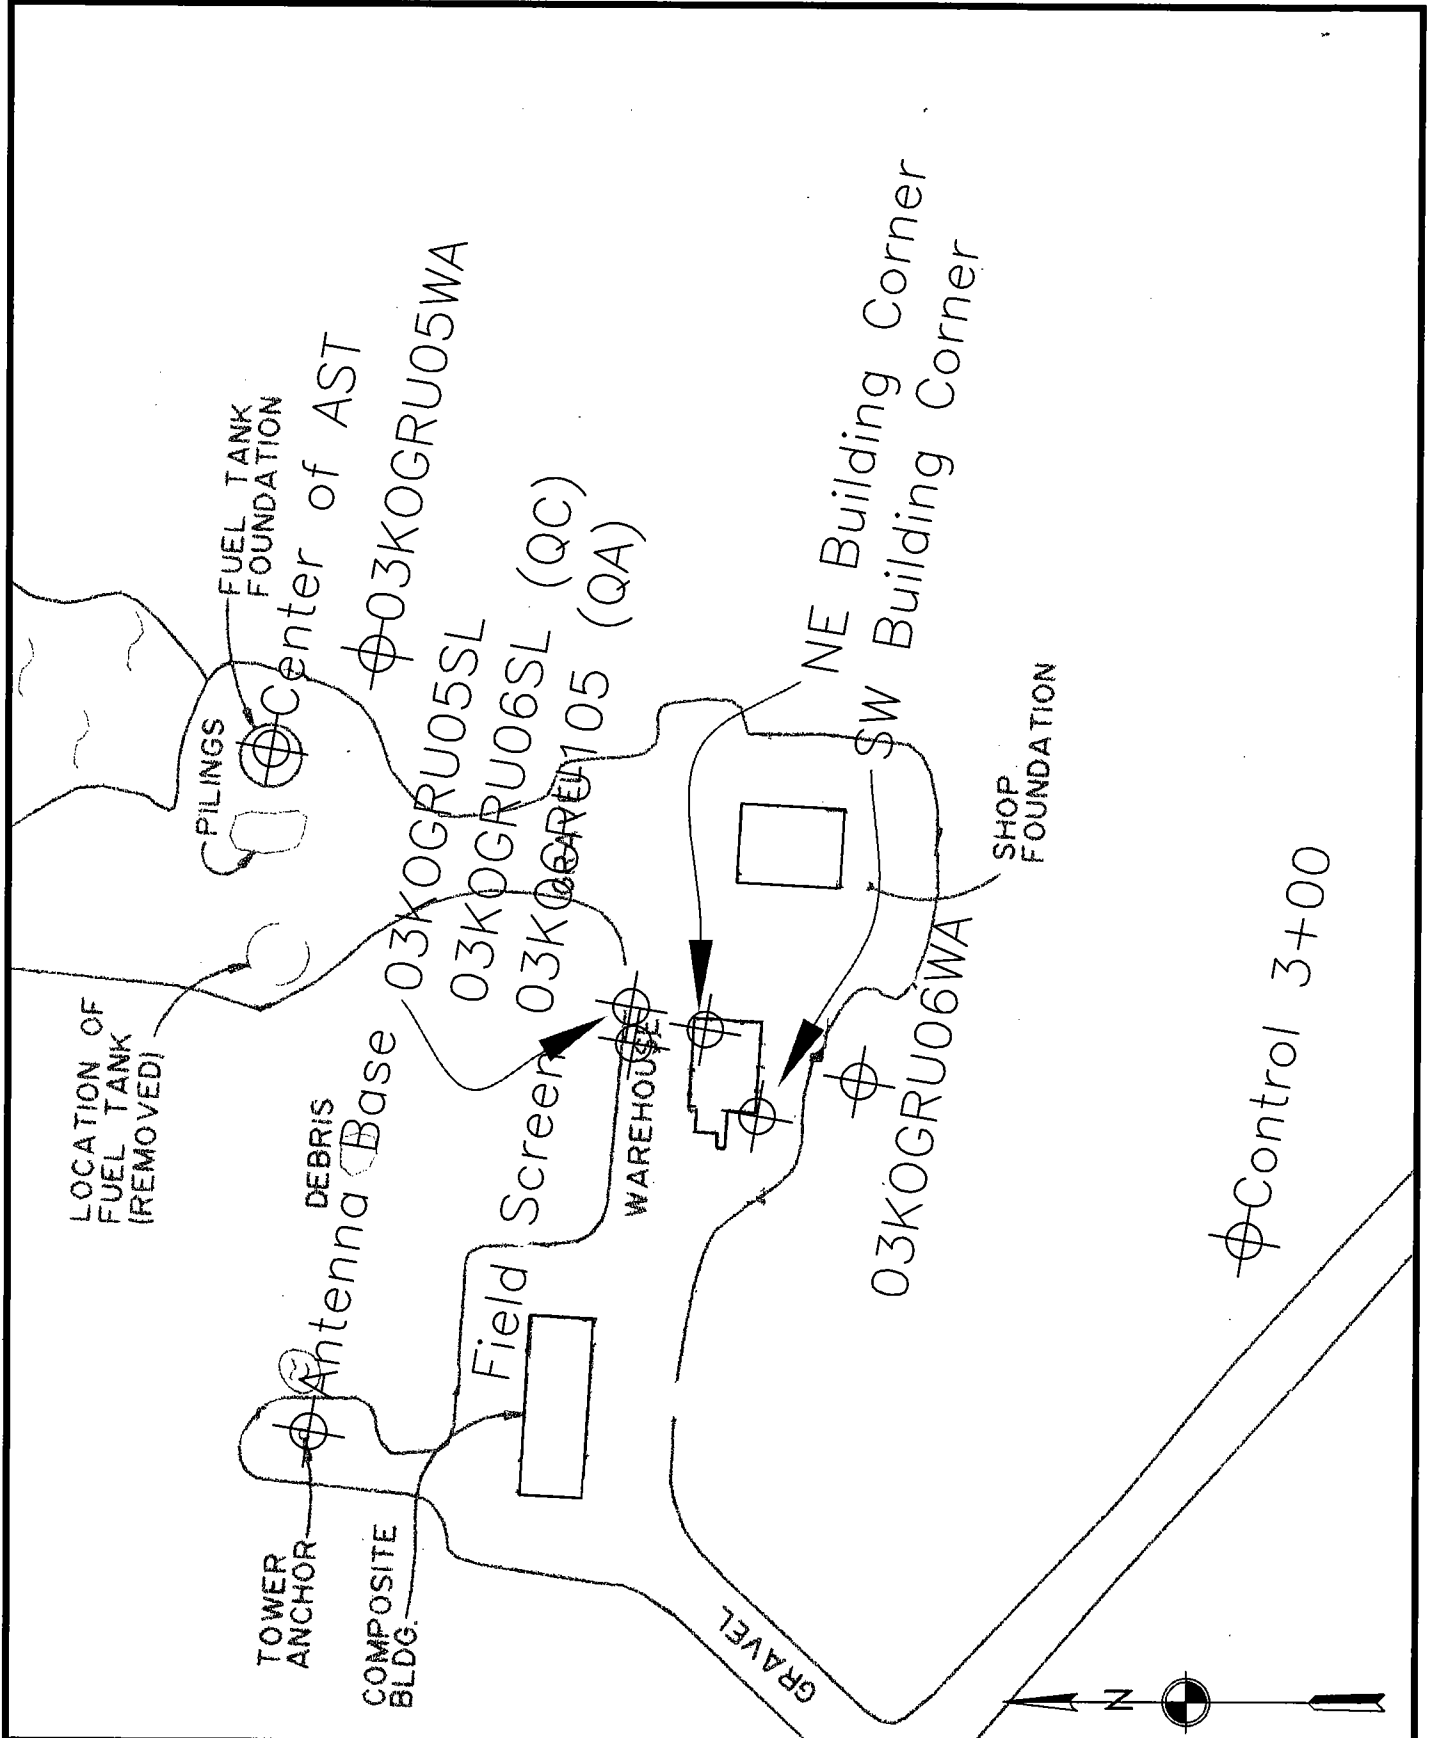 FUEL TANK
FOUNDATION
Center of AST
03KOGRU05WA
PILINGS
LOCATION OF
FUEL TANK
(REMOVED)
03KOGRU05SL
03KOGRU06SL (QC)
(QA)
GRAVEL
NE Building Corner
SW Building Corner
SHOP
FOUNDATION
DEBRIS
Antenna Base
Field Screen
WAREHOUSE
03KOGRU06WA
Control 3+00
TOWER
ANCHOR
COMPOSITE
BLDG.
GRAVEL
N